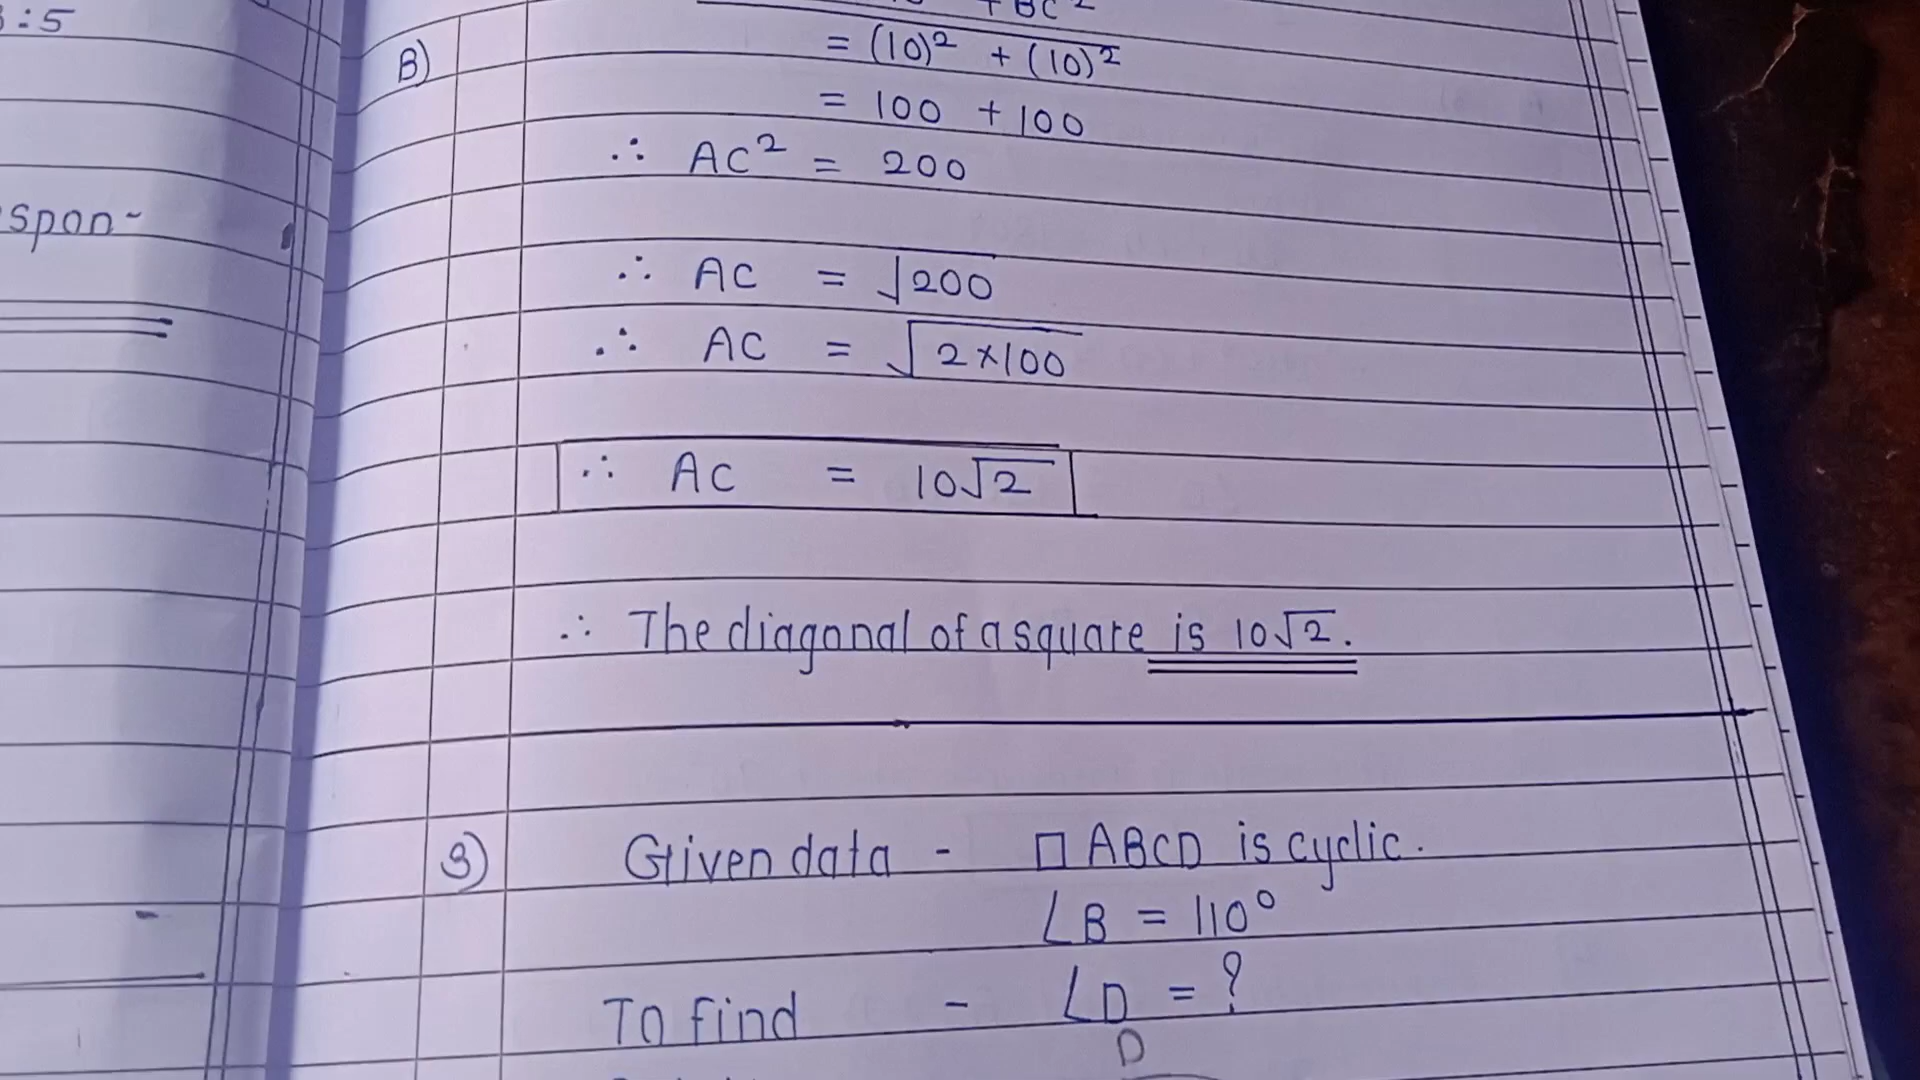 :5
spon-
+ BC²
B)
= (10)² + (10)²
= 100 + 100
∴ AC² = 200
∴ AC = √200
∴ AC = √2×100
∴ AC = 10√2
∴ The diagonal of a square is 10√2.
3) Given data - □ ABCD is cyclic.
∠B = 110°
To find - ∠D = ?
D